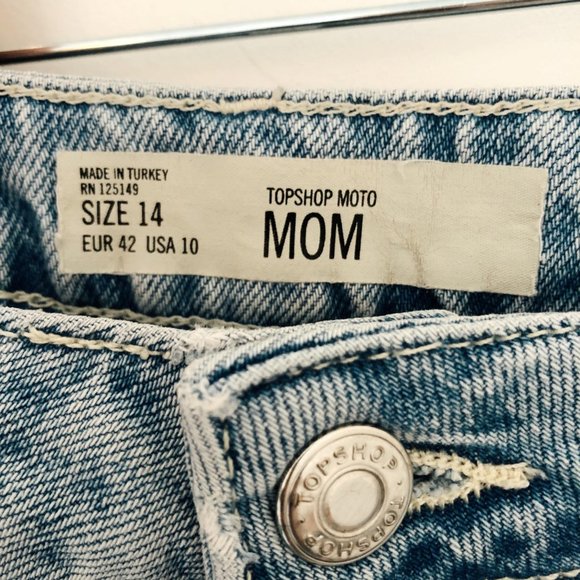 MADE IN TURKEY
RN 125149
SIZE 14
EUR 42 USA 10
TOPSHOP MOTO
MOM
TOPSHOP
TOPSHOP